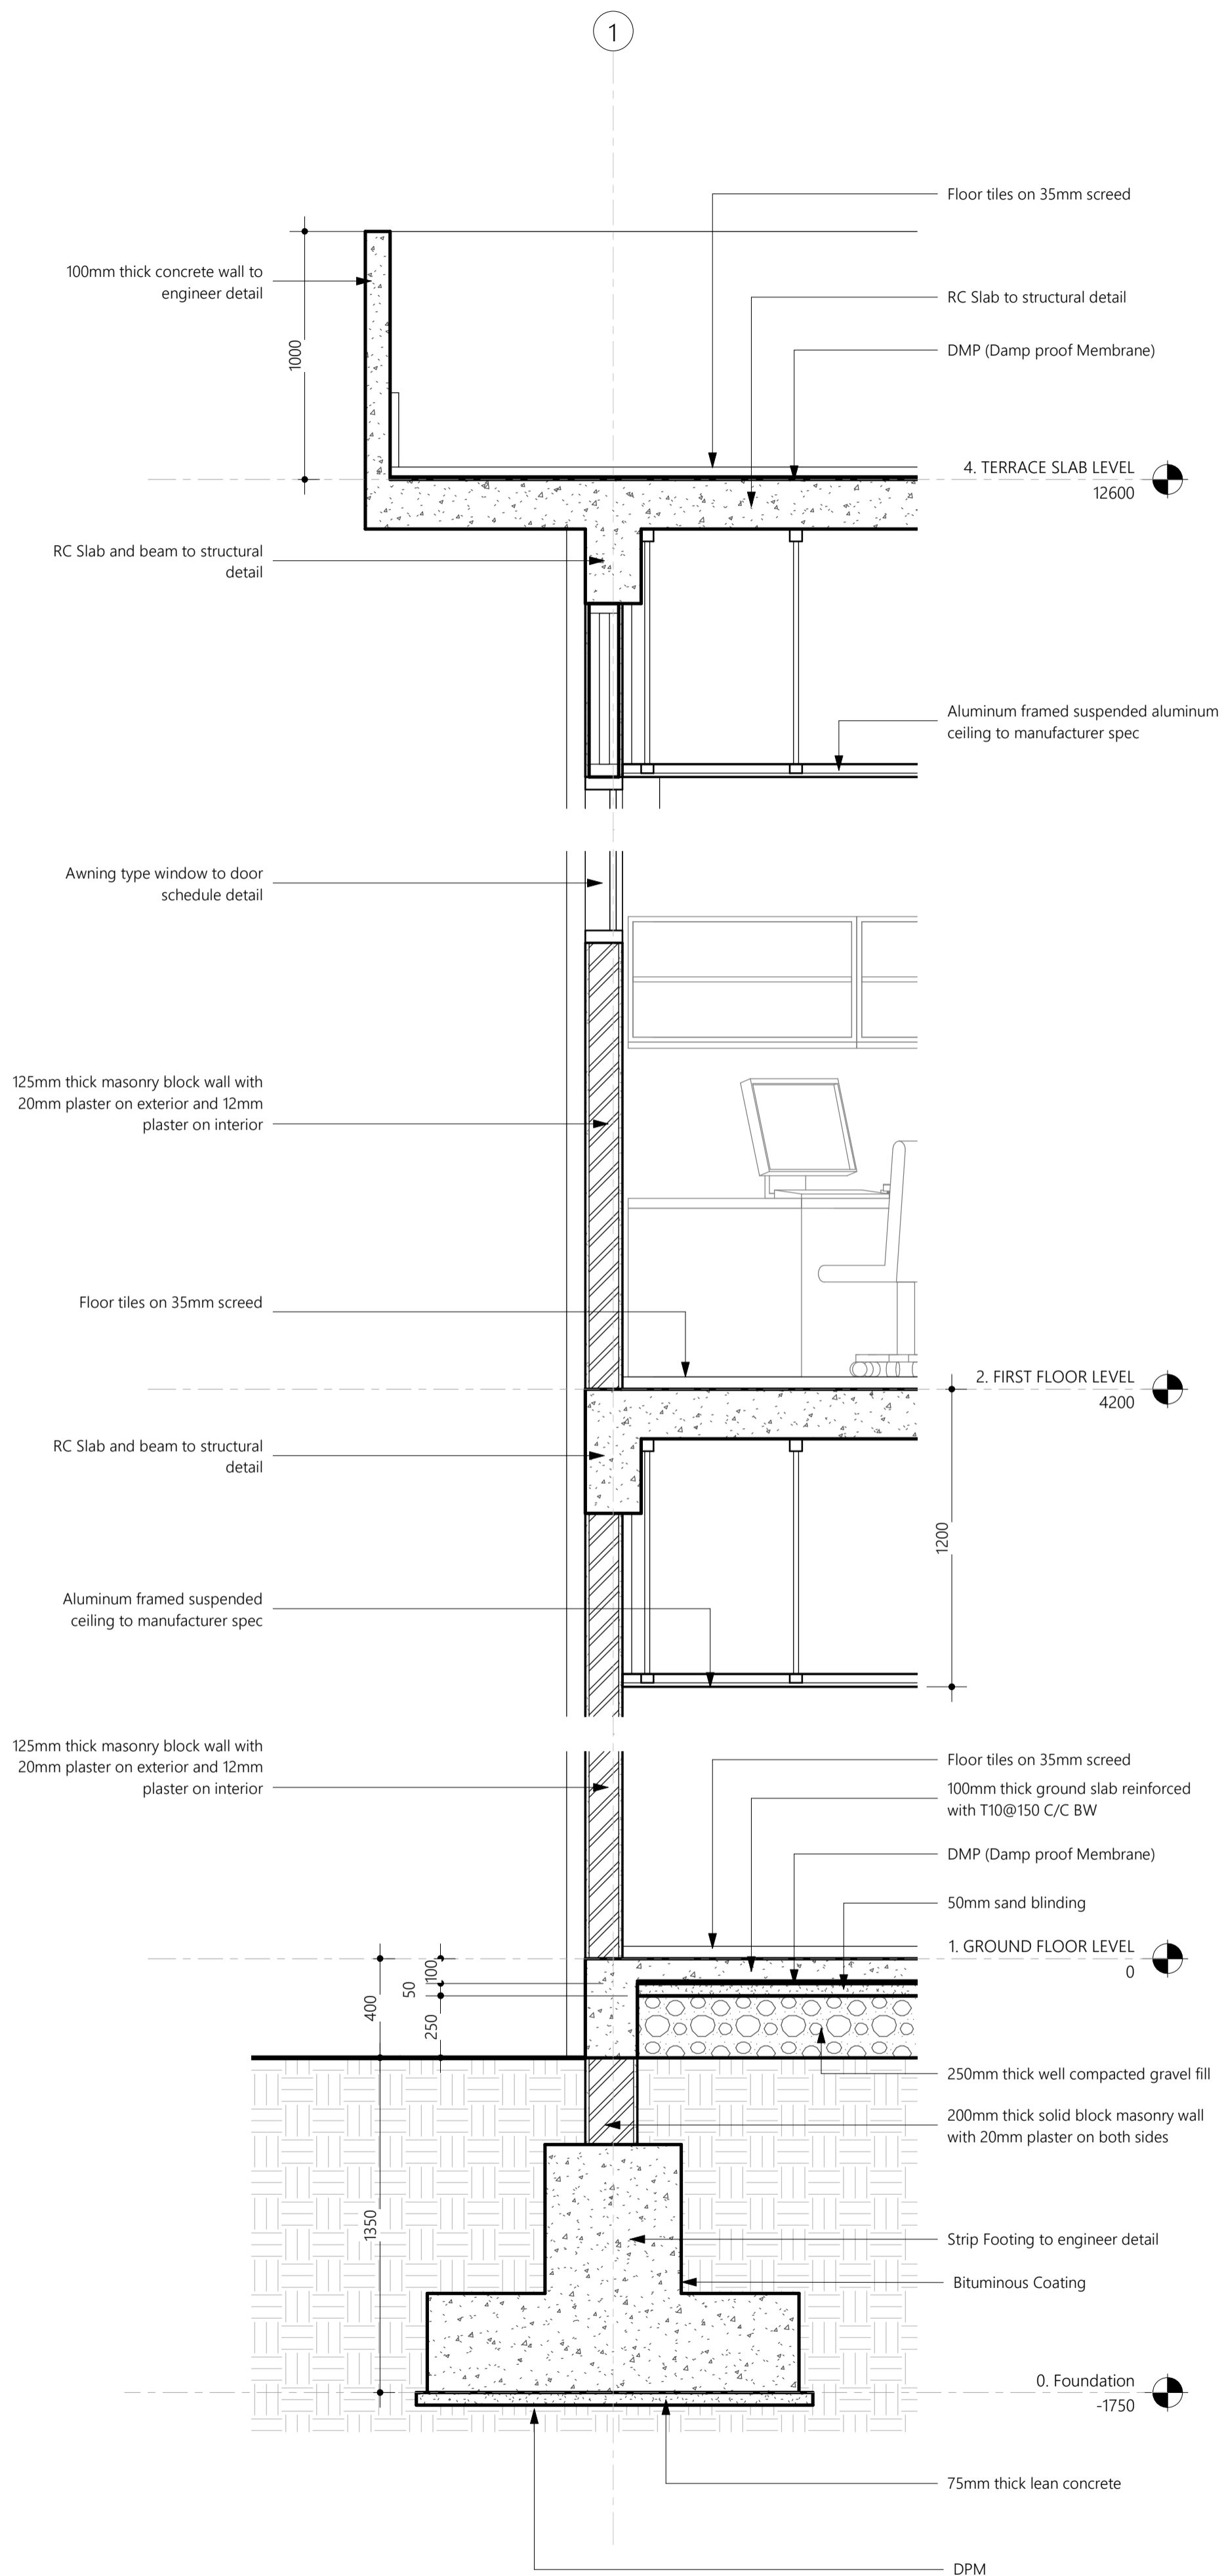 1
Floor tiles on 35mm screed
100mm thick concrete wall to
engineer detail
RC Slab to structural detail
1000
DMP (Damp proof Membrane)
4. TERRACE SLAB LEVEL
12600
RC Slab and beam to structural
detail
Aluminum framed suspended aluminum
ceiling to manufacturer spec
Awning type window to door
schedule detail
125mm thick masonry block wall with
20mm plaster on exterior and 12mm
plaster on interior
Floor tiles on 35mm screed
2. FIRST FLOOR LEVEL
4200
RC Slab and beam to structural
detail
1200
Aluminum framed suspended
ceiling to manufacturer spec
125mm thick masonry block wall with
20mm plaster on exterior and 12mm
plaster on interior
Floor tiles on 35mm screed
100mm thick ground slab reinforced
with T10@150 C/C BW
DMP (Damp proof Membrane)
50mm sand blinding
1. GROUND FLOOR LEVEL
0
100
50
400
250
250mm thick well compacted gravel fill
200mm thick solid block masonry wall
with 20mm plaster on both sides
1350
Strip Footing to engineer detail
Bituminous Coating
0. Foundation
-1750
75mm thick lean concrete
DPM